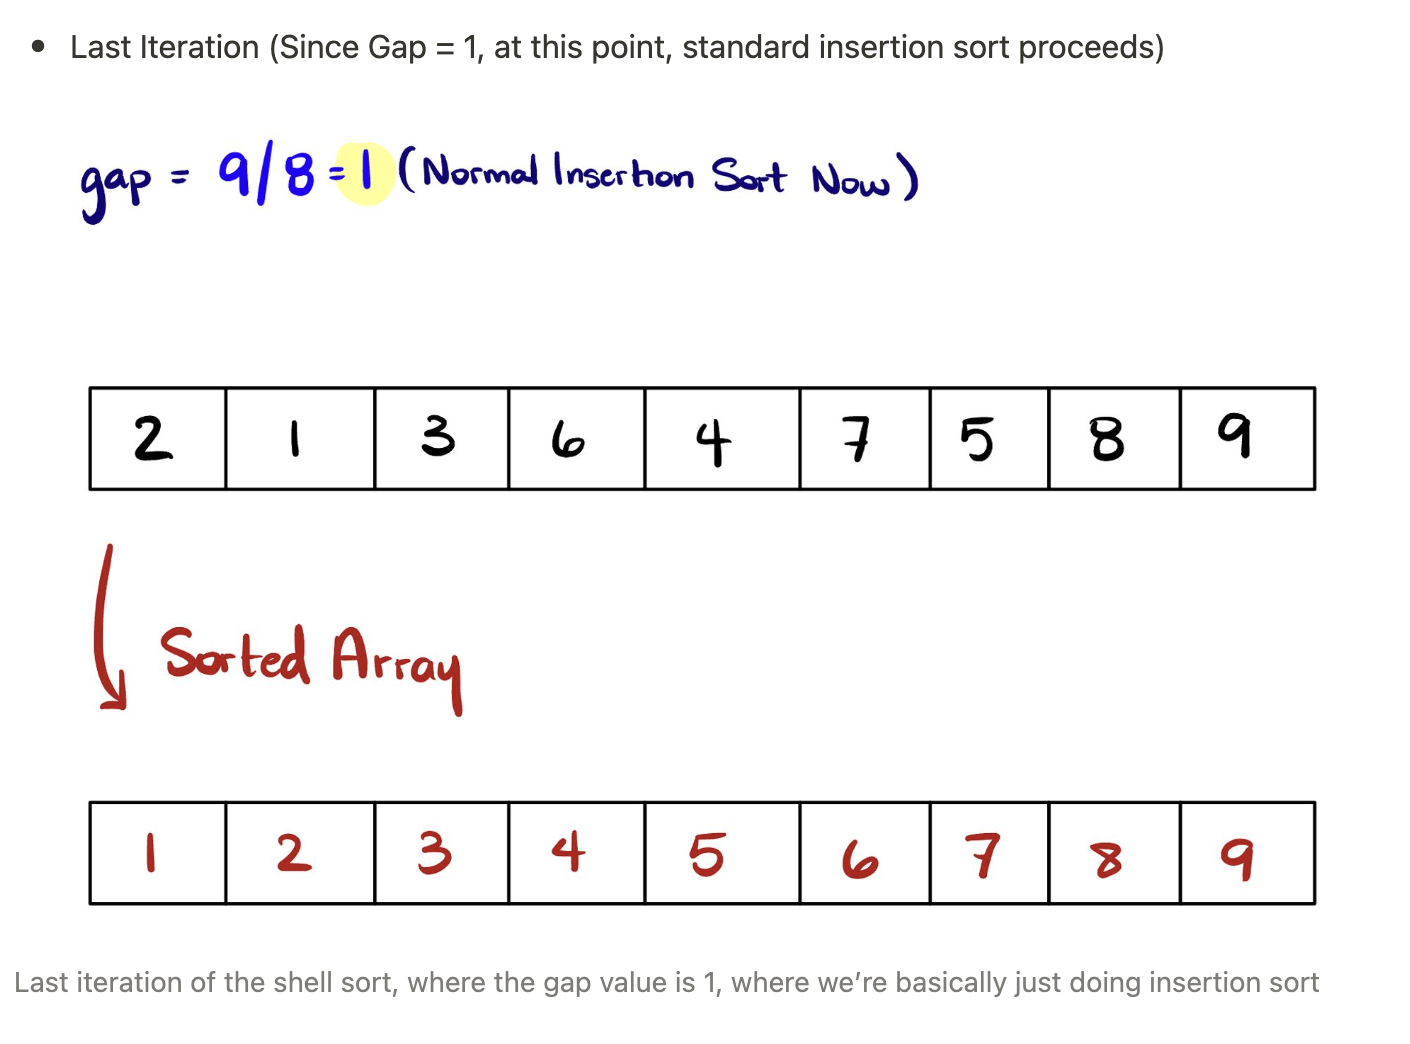 • Last Iteration (Since Gap = 1, at this point, standard insertion sort proceeds)
gap = 9/8 = 1 (Normal Insertion Sort Now)
2 1 3 6 4 7 5 8 9
Sorted Array
1 2 3 4 5 6 7 8 9
Last iteration of the shell sort, where the gap value is 1, where we’re basically just doing insertion sort